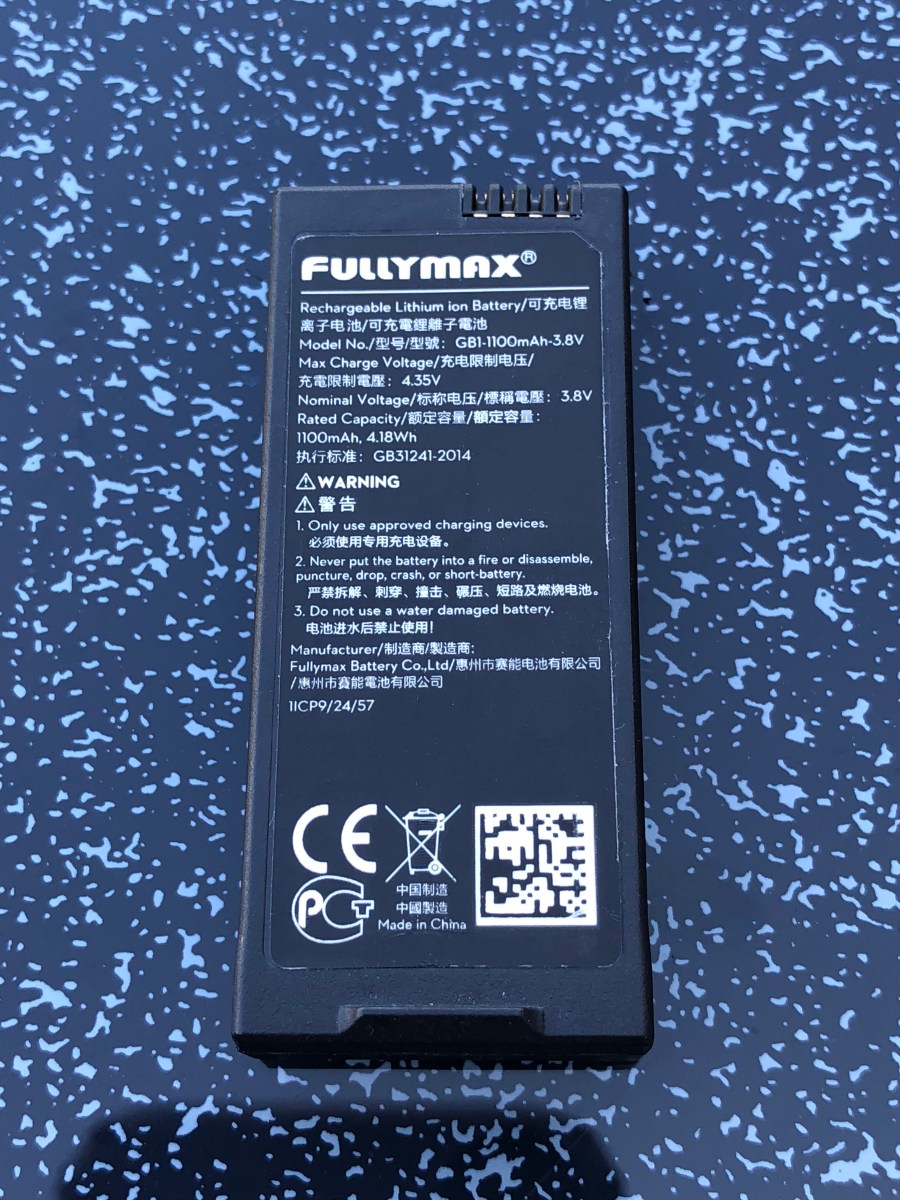 FULLYMAX®
Rechargeable Lithium ion Battery/可充电锂
离子电池/可充電鋰離子電池
Model No./型号/型號: GB1-1100mAh-3.8V
Max Charge Voltage/充电限制电压/
充電限制電壓: 4.35V
Nominal Voltage/标称电压/標稱電壓: 3.8V
Rated Capacity/额定容量/額定容量:
1100mAh, 4.18Wh
执行标准: GB31241-2014
WARNING
警告
1. Only use approved charging devices.
必须使用专用充电设备。
2. Never put the battery into a fire or disassemble,
puncture, drop, crash, or short-battery.
严禁拆解、刺穿、撞击、碾压、短路及燃烧电池。
3. Do not use a water damaged battery.
电池进水后禁止使用!
Manufacturer/制造商/製造商:
Fullymax Battery Co.,Ltd/惠州市赛能电池有限公司
/惠州市賽能電池有限公司
1ICP9/24/57
CE
中国制造
中國製造
Made in China
PCT